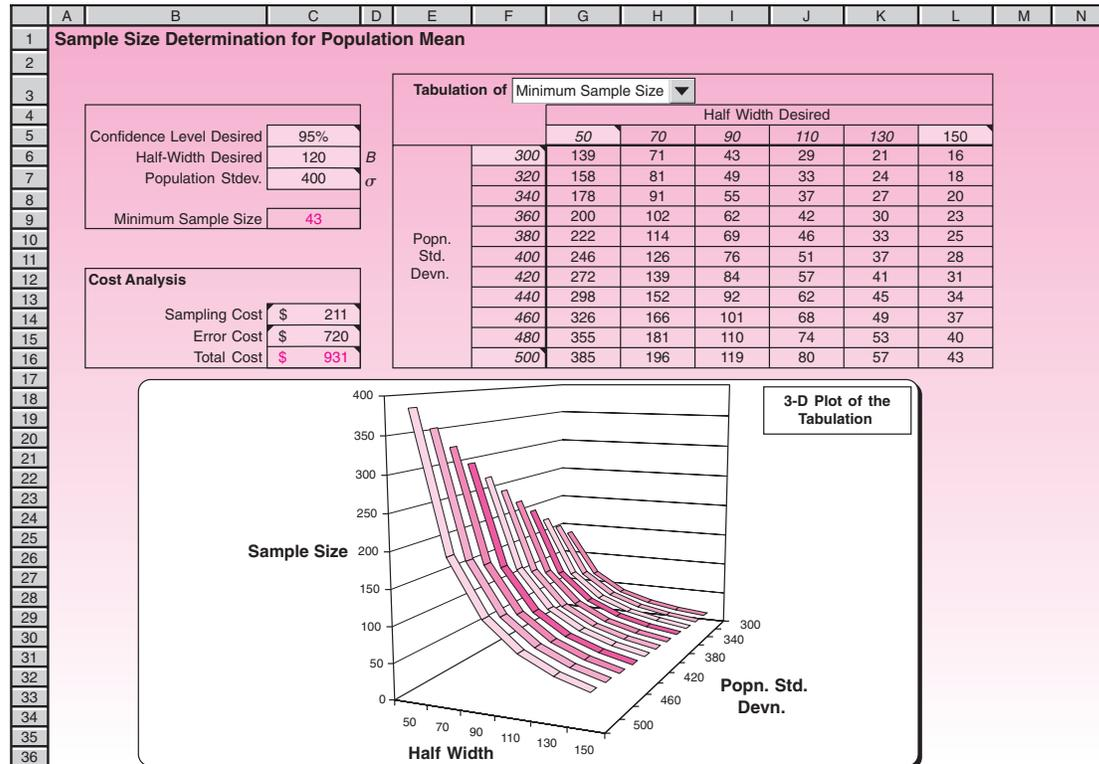 A B C D E F G H I J K L M N
1 Sample Size Determination for Population Mean
2
3 Tabulation of Minimum Sample Size
4 Half Width Desired
5 Confidence Level Desired 95% 50 70 90 110 130 150
6 Half-Width Desired 120 B 300 139 71 43 29 21 16
7 Population Stdev. 400 σ 320 158 81 49 33 24 18
8 340 178 91 55 37 27 20
9 Minimum Sample Size 43 360 200 102 62 42 30 23
10 Popn. 380 222 114 69 46 33 25
11 Std. 400 246 126 76 51 37 28
12 Cost Analysis Devn. 420 272 139 84 57 41 31
13 440 298 152 92 62 45 34
14 Sampling Cost $ 211 460 326 166 101 68 49 37
15 Error Cost $ 720 480 355 181 110 74 53 40
16 Total Cost $ 931 500 385 196 119 80 57 43
17
18
19
20
21
22
23
24
25
26
27
28
29
30
31
32
33
34
35
36
3-D Plot of the
Tabulation
Sample Size
400
350
300
250
200
150
100
50
0
50 70 90 110 130 150
Half Width
300
340
380
420
460
500
Popn. Std.
Devn.